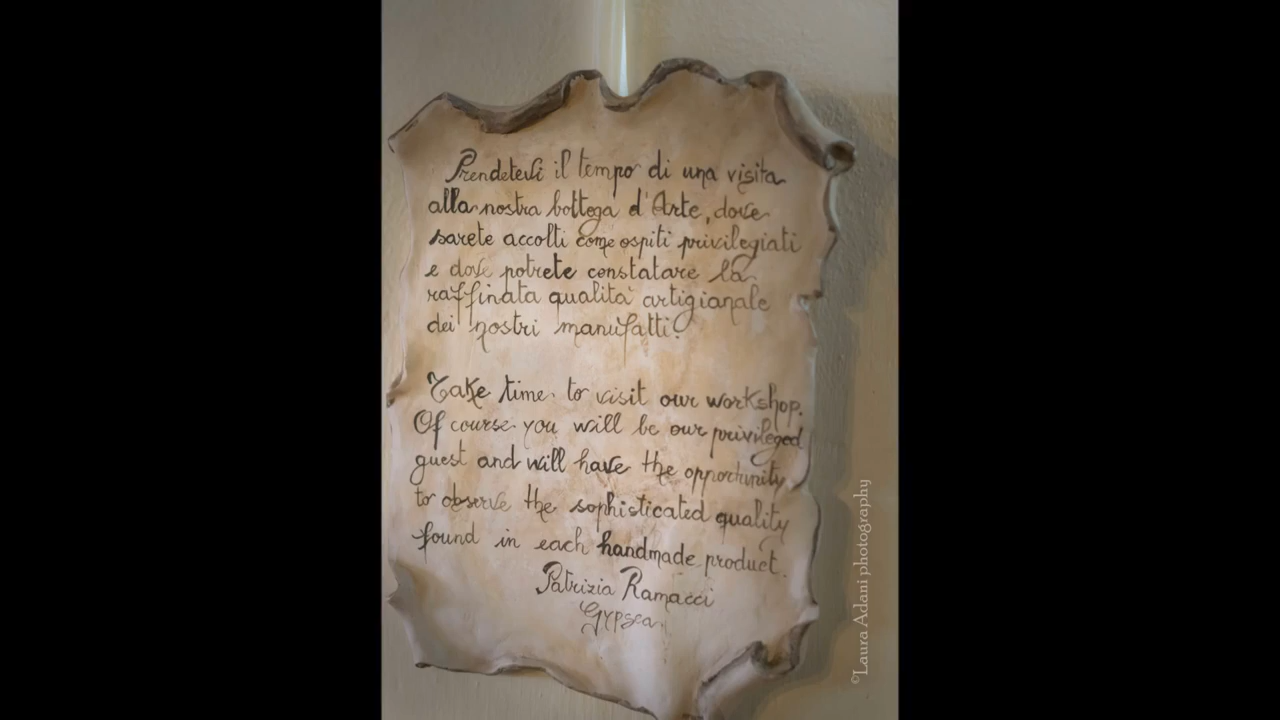 Prendetevi il tempo di una visita
alla nostra bottega d'Arte, dove
sarete accolti come ospiti privilegiati
e dove potrete constatare la
raffinata qualità artigianale
dei nostri manufatti.
Take time to visit our workshop.
Of course you will be our privileged
guest and will have the opportunity
to observe the sophisticated quality
found in each handmade product.
Patrizia Ramacci
Gypsea
©Laura Adani photography